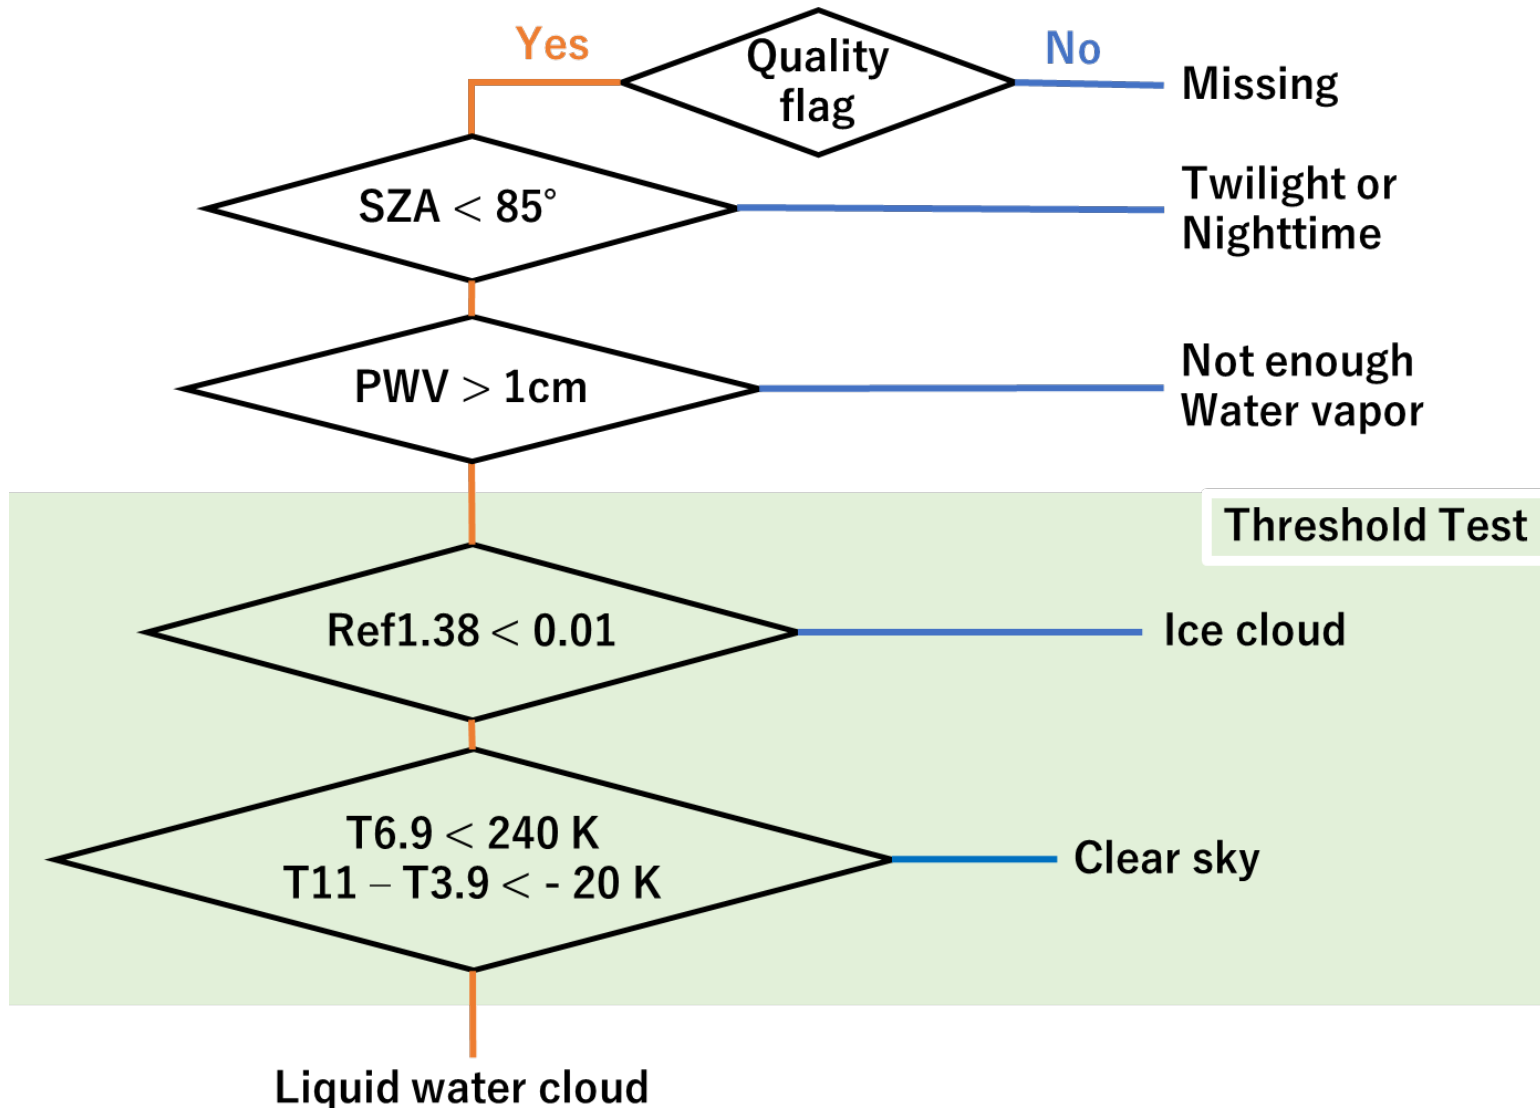 Yes
Quality
flag
No
Missing
SZA < 85°
Twilight or
Nighttime
PWV > 1cm
Not enough
Water vapor
Threshold Test
Ref1.38 < 0.01
Ice cloud
T6.9 < 240 K
T11 – T3.9 < - 20 K
Clear sky
Liquid water cloud